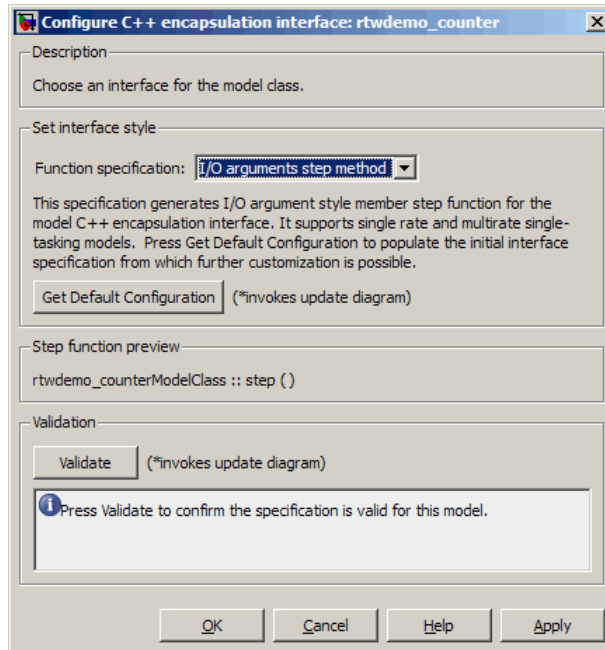 Configure C++ encapsulation interface: rtwdemo_counter
Description
Choose an interface for the model class.
Set interface style
Function specification: I/O arguments step method
This specification generates I/O argument style member step function for the
model C++ encapsulation interface. It supports single rate and multirate single-
tasking models. Press Get Default Configuration to populate the initial interface
specification from which further customization is possible.
Get Default Configuration (*invokes update diagram)
Step function preview
rtwdemo_counterModelClass :: step ( )
Validation
Validate (*invokes update diagram)
Press Validate to confirm the specification is valid for this model.
OK Cancel Help Apply